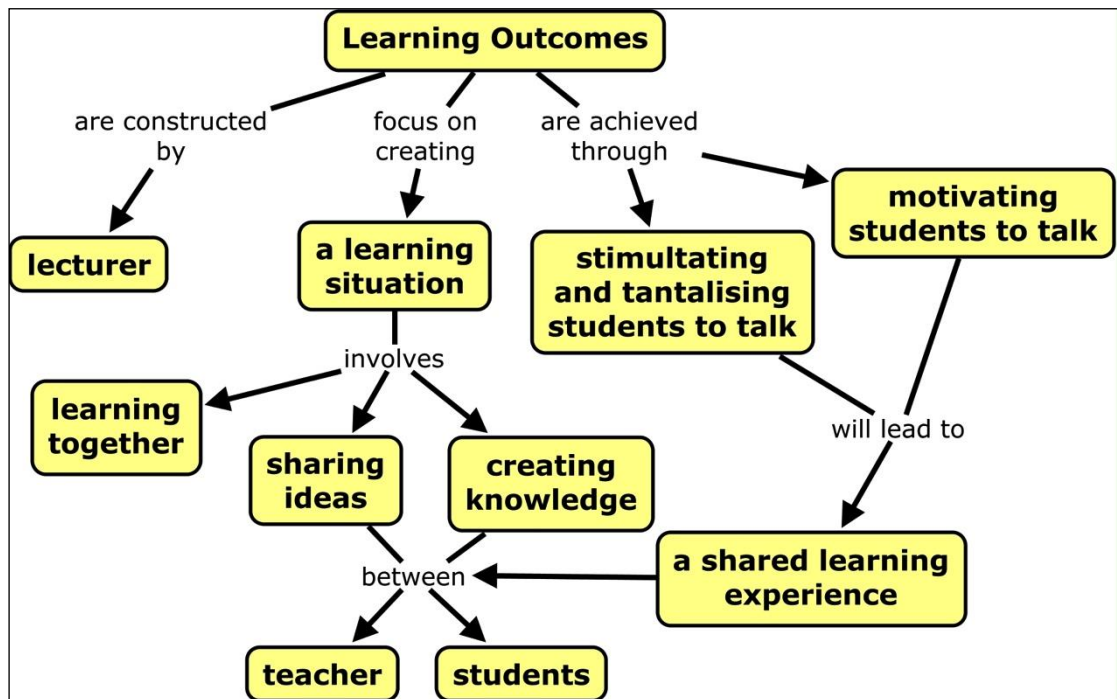 Learning Outcomes
are constructed
by
focus on
creating
are achieved
through
lecturer
a learning
situation
stimultating
and tantalising
students to talk
motivating
students to talk
involves
learning
together
sharing
ideas
creating
knowledge
will lead to
between
a shared learning
experience
teacher
students